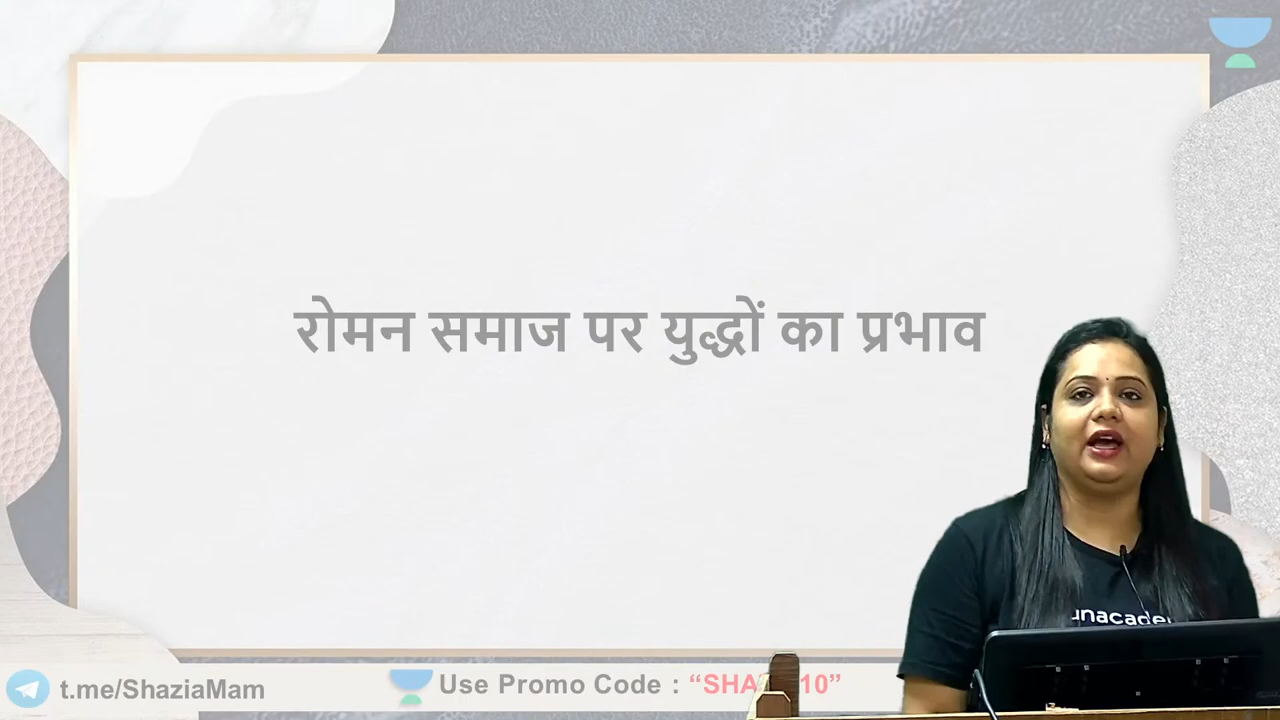 रोमन समाज पर युद्धों का प्रभाव
t.me/ShaziaMam
Use Promo Code :